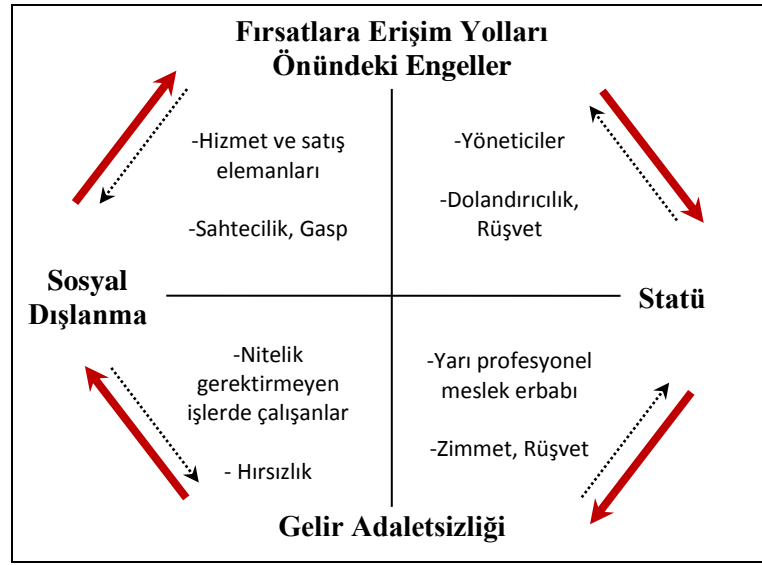 Fırsatlara Erişim Yolları
Önündeki Engeller
-Hizmet ve satış
elemanları
-Sahtecilik, Gasp
-Yöneticiler
-Dolandırıcılık,
Rüşvet
Sosyal
Dışlanma
Statü
-Nitelik
gerektirmeyen
işlerde çalışanlar
- Hırsızlık
-Yarı profesyonel
meslek erbabı
-Zimmet, Rüşvet
Gelir Adaletsizliği